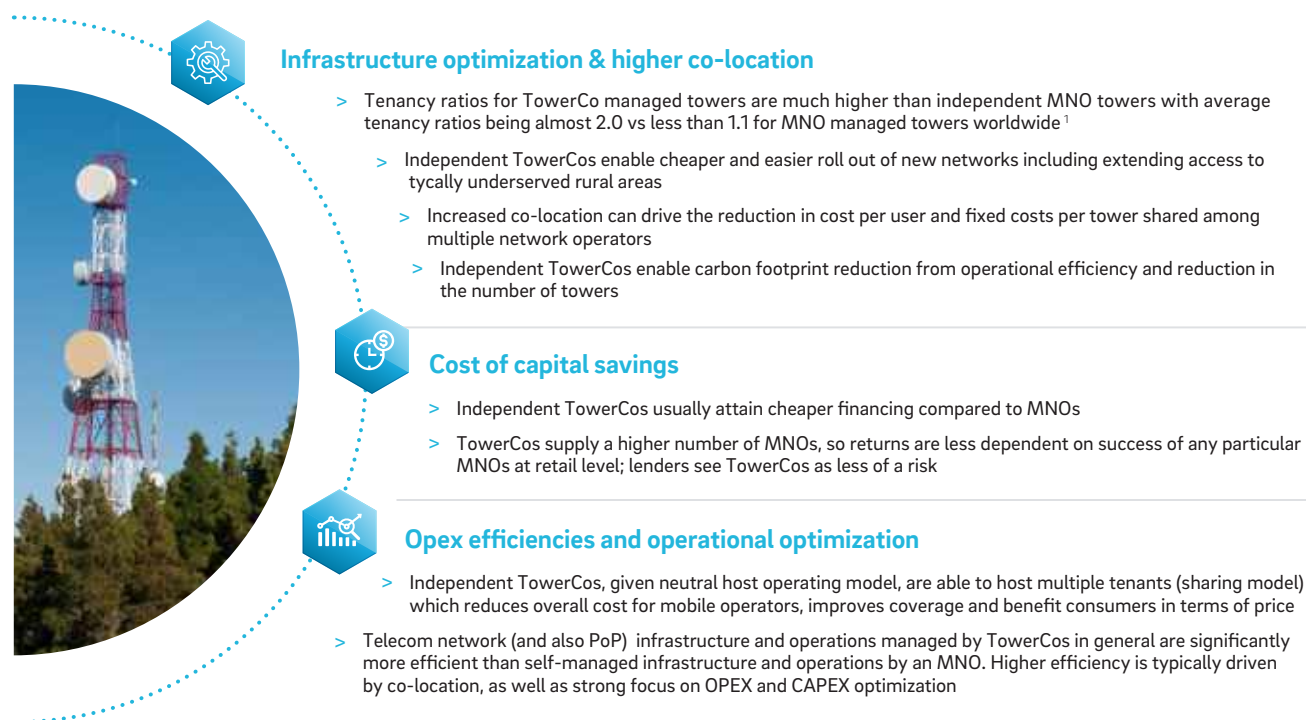 Infrastructure optimization & higher co-location
> Tenancy ratios for TowerCo managed towers are much higher than independent MNO towers with average
tenancy ratios being almost 2.0 vs less than 1.1 for MNO managed towers worldwide 1
> Independent TowerCos enable cheaper and easier roll out of new networks including extending access to
tycally underserved rural areas
> Increased co-location can drive the reduction in cost per user and fixed costs per tower shared among
multiple network operators
> Independent TowerCos enable carbon footprint reduction from operational efficiency and reduction in
the number of towers
$
Cost of capital savings
> Independent TowerCos usually attain cheaper financing compared to MNOs
> TowerCos supply a higher number of MNOs, so returns are less dependent on success of any particular
MNOs at retail level; lenders see TowerCos as less of a risk
Opex efficiencies and operational optimization
> Independent TowerCos, given neutral host operating model, are able to host multiple tenants (sharing model)
which reduces overall cost for mobile operators, improves coverage and benefit consumers in terms of price
> Telecom network (and also PoP) infrastructure and operations managed by TowerCos in general are significantly
more efficient than self-managed infrastructure and operations by an MNO. Higher efficiency is typically driven
by co-location, as well as strong focus on OPEX and CAPEX optimization